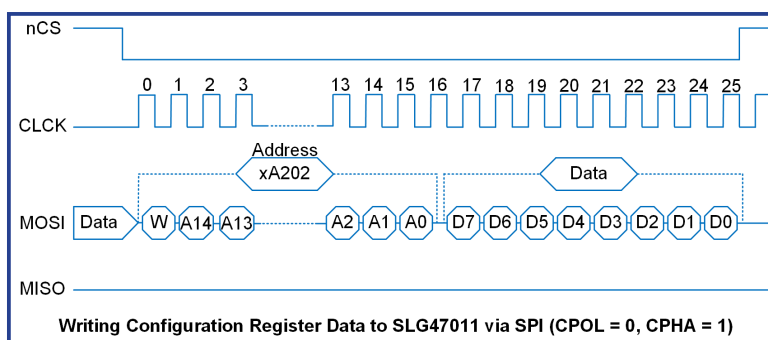 nCS
0 1 2 3 13 14 15 16 17 18 19 20 21 22 23 24 25
CLCK
Address
xA202 Data
MOSI Data W A14 A13 A2 A1 A0 D7 D6 D5 D4 D3 D2 D1 D0
MISO
Writing Configuration Register Data to SLG47011 via SPI (CPOL = 0, CPHA = 1)